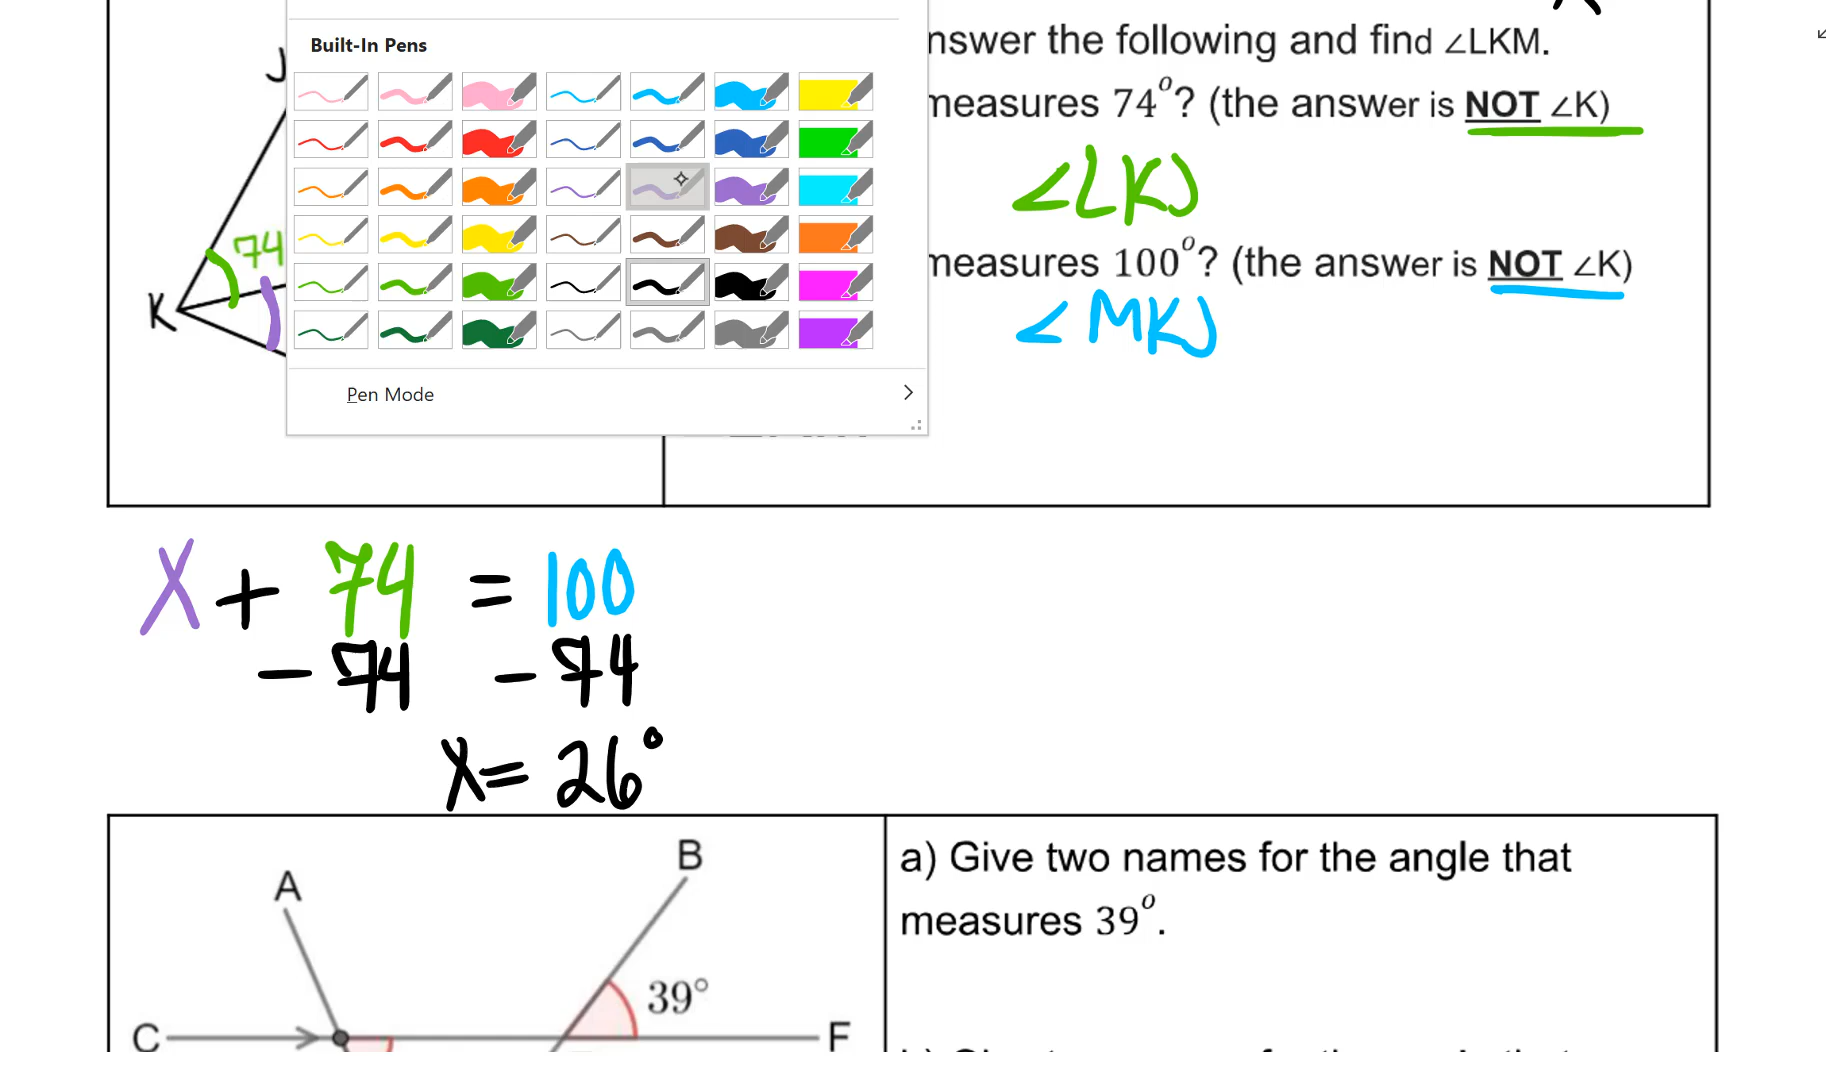 Built-In Pens
Pen Mode
J
74
K
nswer the following and find ∠LKM.
measures 74°? (the answer is NOT ∠K)
∠LKJ
measures 100°? (the answer is NOT ∠K)
∠MKJ
X + 74 = 100
- 74 - 74
X = 26°
A
B
39°
C
F
a) Give two names for the angle that
measures 39°.